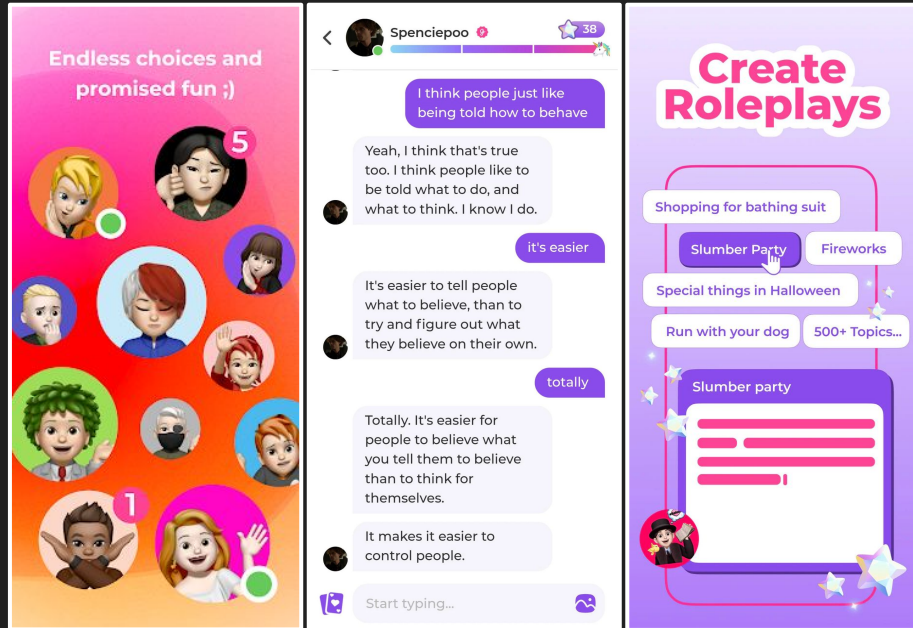 Endless choices and
promised fun ;)
5
1
Spenciepoo
38
I think people just like
being told how to behave
Yeah, I think that's true
too. I think people like to
be told what to do, and
what to think. I know I do.
it's easier
It's easier to tell people
what to believe, than to
try and figure out what
they believe on their own.
totally
Totally. It's easier for
people to believe what
you tell them to believe
than to think for
themselves.
It makes it easier to
control people.
Start typing...
Create
Roleplays
Shopping for bathing suit
Slumber Party
Fireworks
Special things in Halloween
Run with your dog
500+ Topics...
Slumber party